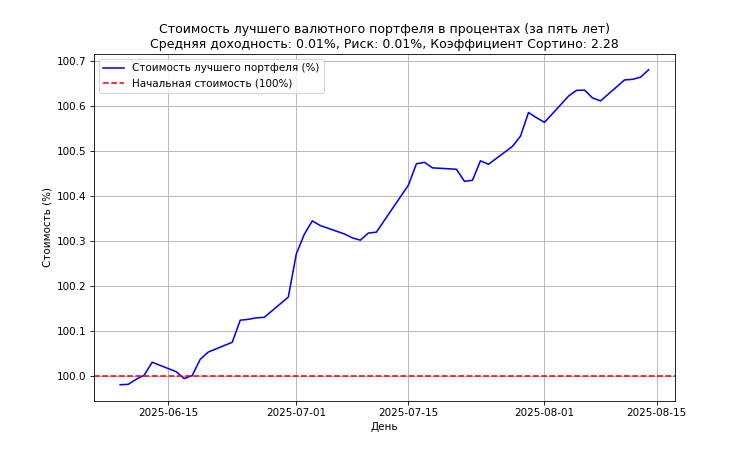 Стоимость лучшего валютного портфеля в процентах (за пять лет)
Средняя доходность: 0.01%, Риск: 0.01%, Коэффициент Сортино: 2.28
100.7
100.6
100.5
100.4
100.3
100.2
100.1
100.0
Стоимость (%)
Стоимость лучшего портфеля (%)
Начальная стоимость (100%)
2025-06-15
2025-07-01
2025-07-15
2025-08-01
2025-08-15
День